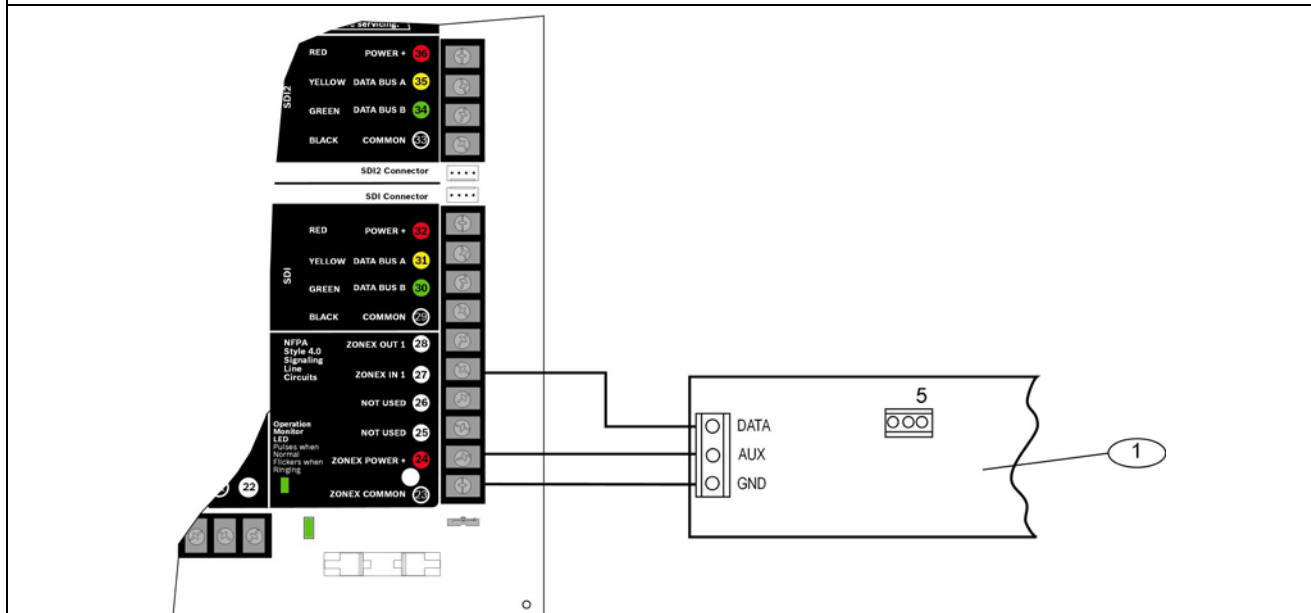 servicing.
RED POWER + 36
YELLOW DATA BUS A 35
SDI2
GREEN DATA BUS B 34
BLACK COMMON 33
SDI2 Connector
SDI Connector
RED POWER + 32
YELLOW DATA BUS A 31
SDI
GREEN DATA BUS B 30
BLACK COMMON 29
NFPA
Style 4.0
Signaling
Line
Circuits
ZONEX OUT 1 28
ZONEX IN 1 27
NOT USED 26
NOT USED 25
Operation
Monitor
LED
Pulses when
Normal
Flickers when
Ringing
ZONEX POWER + 24
ZONEX COMMON 23
22
DATA
AUX
GND
5
1